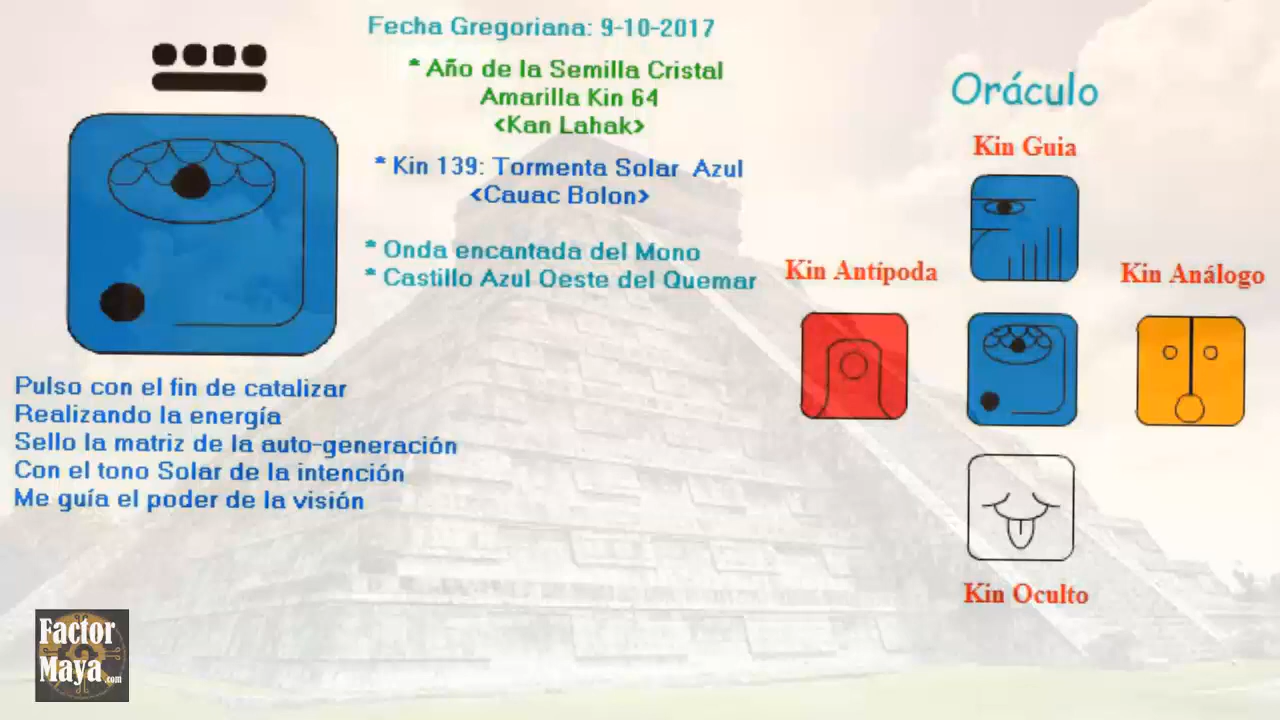 Fecha Gregoriana: 9-10-2017
* Año de la Semilla Cristal
Amarilla Kin 64
<Kan Lahak>
* Kin 139: Tormenta Solar Azul
<Cauac Bolon>
* Onda encantada del Mono
* Castillo Azul Oeste del Quemar
Pulso con el fin de catalizar
Realizando la energía
Sello la matriz de la auto-generación
Con el tono Solar de la intención
Me guía el poder de la visión
Oráculo
Kin Guia
Kin Antípoda
Kin Análogo
Kin Oculto
Factor
Maya.com